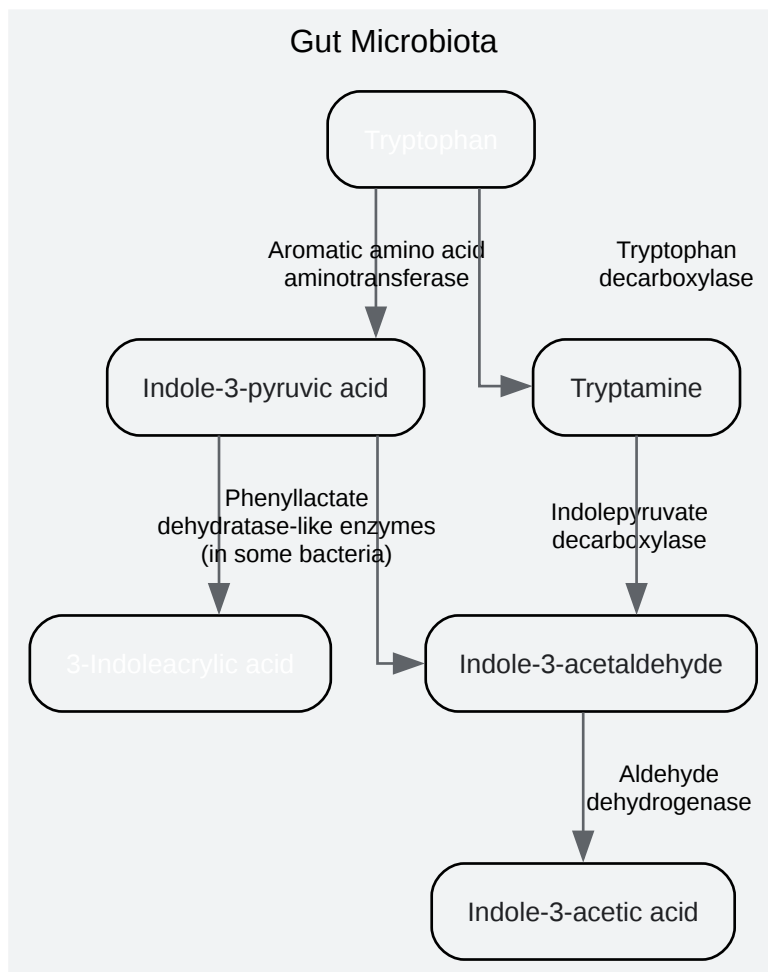 Gut Microbiota
Tryptophan
Aromatic amino acid
aminotransferase
Tryptophan
decarboxylase
Indole-3-pyruvic acid
Tryptamine
Phenyllactate
dehydratase-like enzymes
(in some bacteria)
Indolepyruvate
decarboxylase
3-Indoleacrylic acid
Indole-3-acetaldehyde
Aldehyde
dehydrogenase
Indole-3-acetic acid